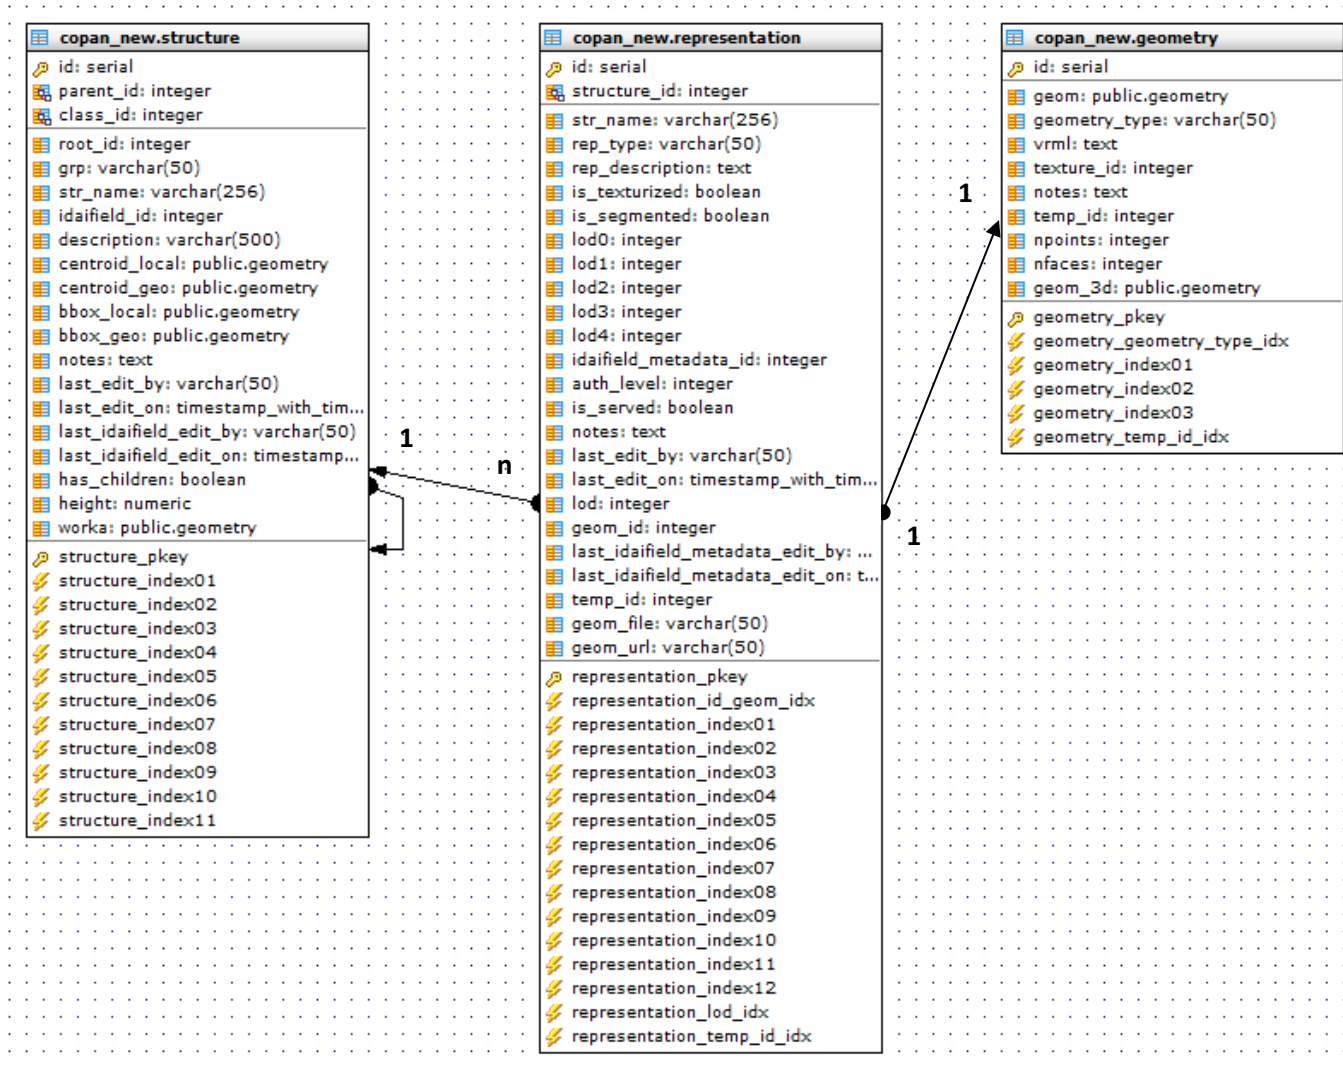 copan_new.structure
id: serial
parent_id: integer
class_id: integer
root_id: integer
grp: varchar(50)
str_name: varchar(256)
idaifield_id: integer
description: varchar(500)
centroid_local: public.geometry
centroid_geo: public.geometry
bbox_local: public.geometry
bbox_geo: public.geometry
notes: text
last_edit_by: varchar(50)
last_edit_on: timestamp_with_tim...
last_idaifield_edit_by: varchar(50)
last_idaifield_edit_on: timestamp...
has_children: boolean
height: numeric
worka: public.geometry
structure_pkey
structure_index01
structure_index02
structure_index03
structure_index04
structure_index05
structure_index06
structure_index07
structure_index08
structure_index09
structure_index10
structure_index11
1
n
copan_new.representation
id: serial
structure_id: integer
str_name: varchar(256)
rep_type: varchar(50)
rep_description: text
is_texturized: boolean
is_segmented: boolean
lod0: integer
lod1: integer
lod2: integer
lod3: integer
lod4: integer
idaifield_metadata_id: integer
auth_level: integer
is_served: boolean
notes: text
last_edit_by: varchar(50)
last_edit_on: timestamp_with_tim...
lod: integer
geom_id: integer
last_idaifield_metadata_edit_by: ...
last_idaifield_metadata_edit_on: t...
temp_id: integer
geom_file: varchar(50)
geom_url: varchar(50)
representation_pkey
representation_id_geom_idx
representation_index01
representation_index02
representation_index03
representation_index04
representation_index05
representation_index06
representation_index07
representation_index08
representation_index09
representation_index10
representation_index11
representation_index12
representation_lod_idx
representation_temp_id_idx
1
1
copan_new.geometry
id: serial
geom: public.geometry
geometry_type: varchar(50)
vrml: text
texture_id: integer
notes: text
temp_id: integer
npoints: integer
nfaces: integer
geom_3d: public.geometry
geometry_pkey
geometry_geometry_type_idx
geometry_index01
geometry_index02
geometry_index03
geometry_temp_id_idx